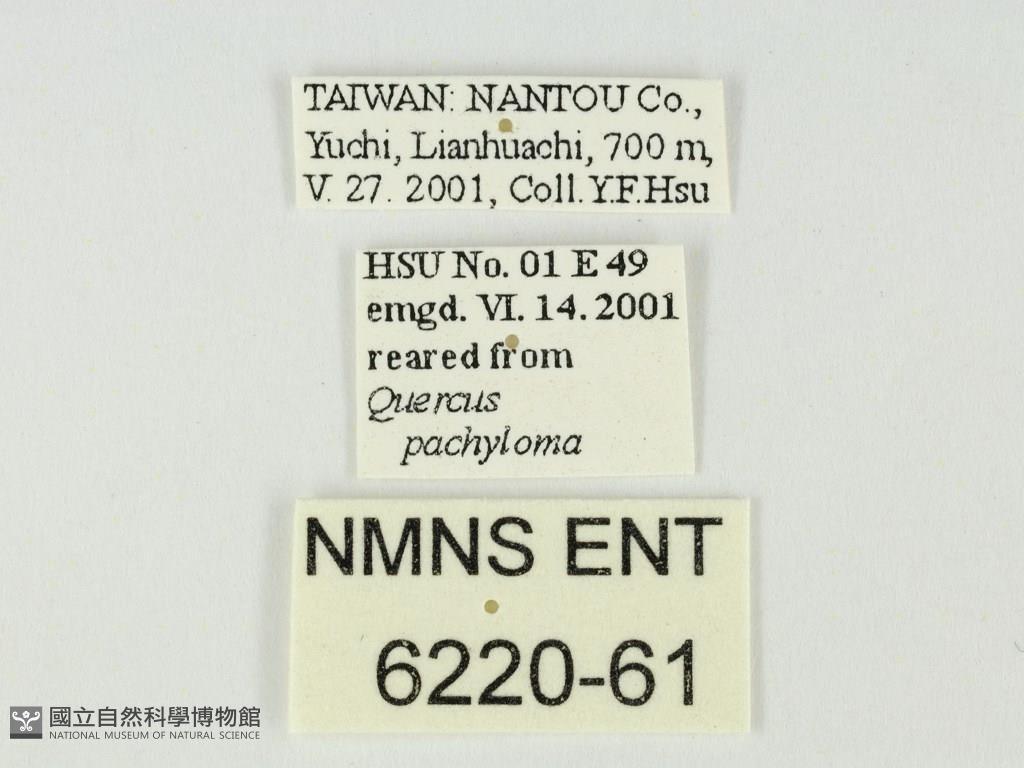 TAIWAN: NANTOU Co.,
Yuchi, Lianhuachi, 700 m,
V. 27. 2001, Coll. Y.F.Hsu
HSU No. 01 E 49
emgd. VI. 14. 2001
reared from
Quercus
pachyloma
NMNS ENT
6220-61
國立自然科學博物館
NATIONAL MUSEUM OF NATURAL SCIENCE